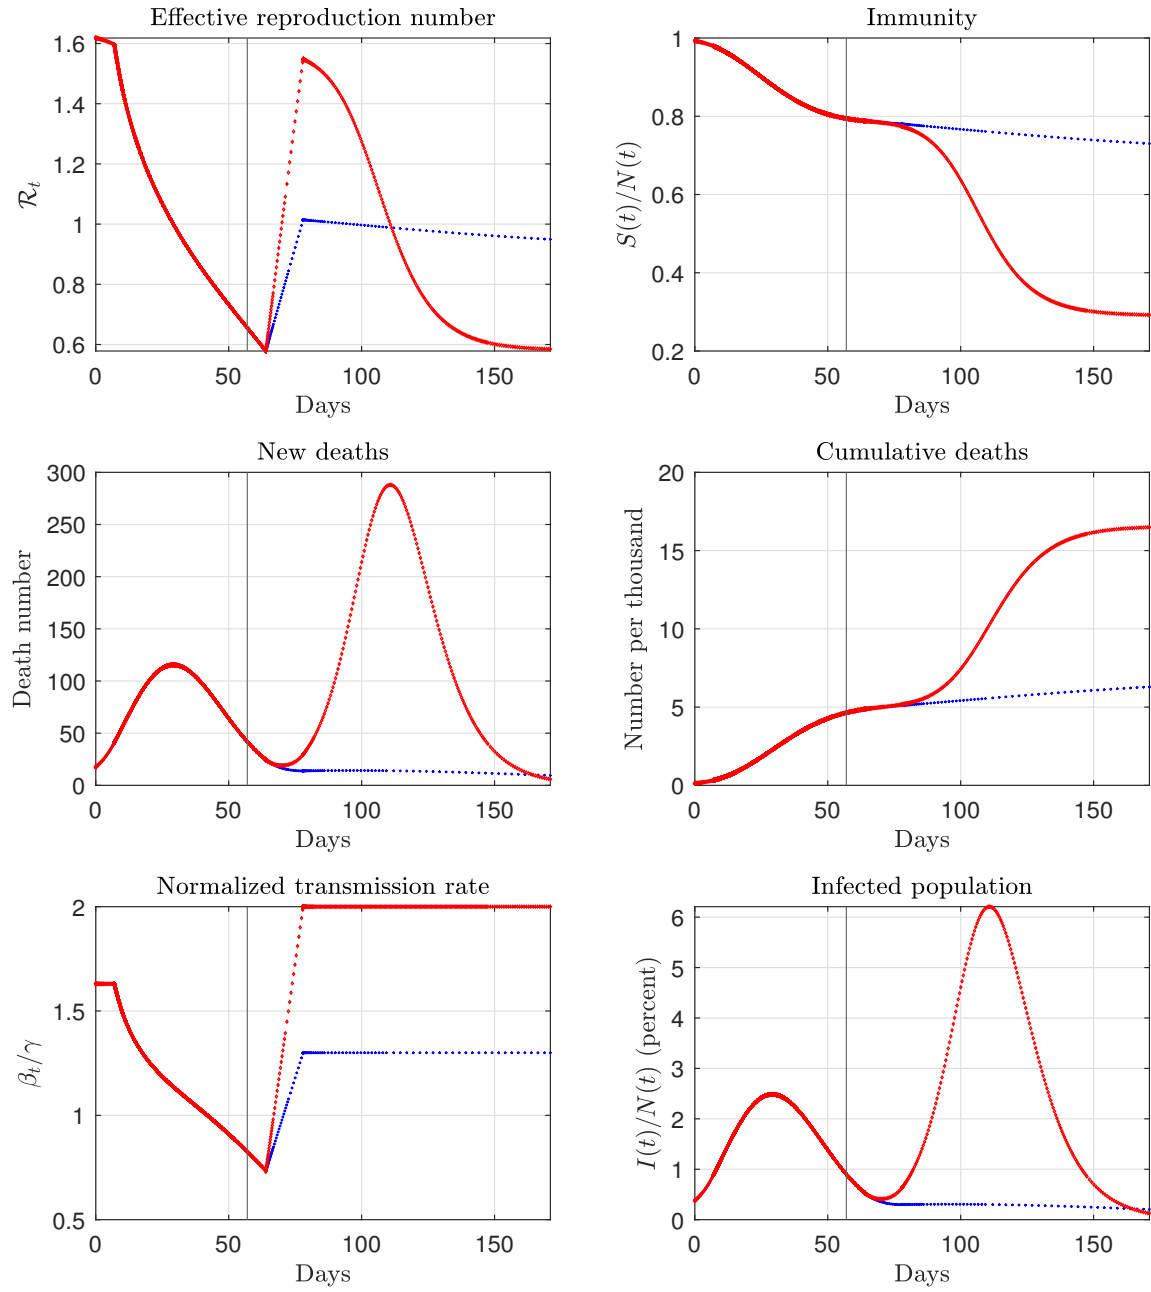 Effective reproduction number
1.6
1.4
1.2
1
0.8
0.6
ℛt
0 50 100 150
Days
Immunity
1
0.8
0.6
0.4
0.2
S(t)/N(t)
0 50 100 150
Days
New deaths
300
250
200
150
100
50
0
Death number
0 50 100 150
Days
Cumulative deaths
20
15
10
5
0
Number per thousand
0 50 100 150
Days
Normalized transmission rate
2
1.5
1
0.5
βt/γ
0 50 100 150
Days
Infected population
6
5
4
3
2
1
0
I(t)/N(t) (percent)
0 50 100 150
Days